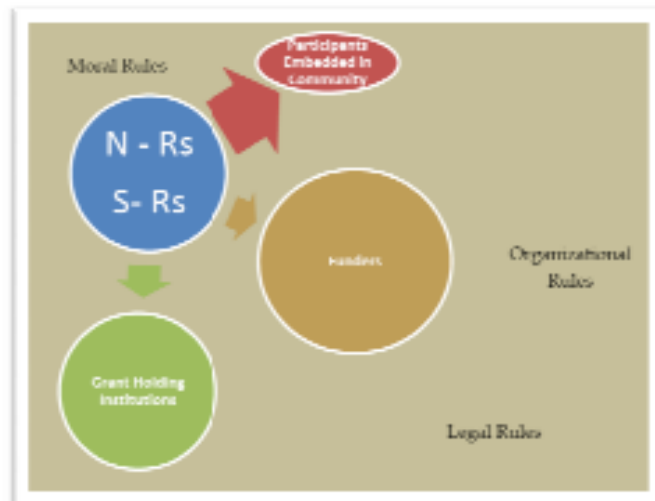 Participants
Embedded in
Community
Moral Rules
N - Rs
S- Rs
Funders
Organizational
Rules
Grant Holding
Institutions
Legal Rules